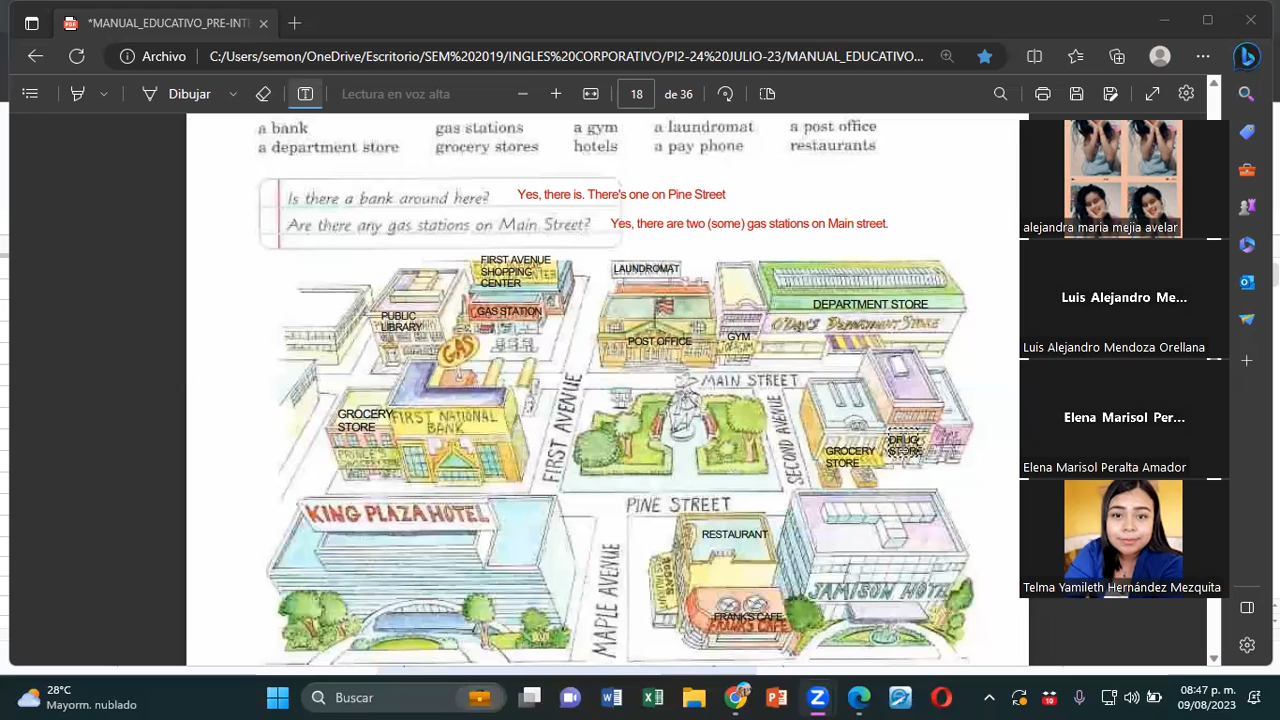 *MANUAL_EDUCATIVO_PRE-INTE
Archivo
C:/Users/semon/OneDrive/Escritorio/SEM%202019/INGLES%20CORPORATIVO/PI2-24%20JULIO-23/MANUAL_EDUCATIVO_PRE...
Dibujar
Lectura en voz alta
18
de 36
a bank gas stations a gym a laundromat a post office
a department store grocery stores hotels a pay phone restaurants
Is there a bank around here? Yes, there is. There's one on Pine Street
Are there any gas stations on Main Street? Yes, there are two (some) gas stations on Main street.
FIRST AVENUE
SHOPPING
CENTER
LAUNDROMAT
DEPARTMENT STORE
PUBLIC
LIBRARY
GAS STATION
POST OFFICE
GYM
GAS
MAIN STREET
GROCERY
STORE
FIRST NATIONAL
BANK
FIRST AVENUE
SECOND AVENUE
GROCERY
STORE
DRUG
STORE
KING PLAZA HOTEL
PINE STREET
RESTAURANT
MAPLE AVENUE
JAMISON HOTEL
FRANK'S CAFE
FRANK'S CAFE
alejandra maria mejia avelar
Luis Alejandro Me...
Luis Alejandro Mendoza Orellana
Elena Marisol Per...
Elena Marisol Peralta Amador
Telma Yamileth Hernández Mezquita
28°C
Mayorm. nublado
Buscar
08:47 p. m.
09/08/2023